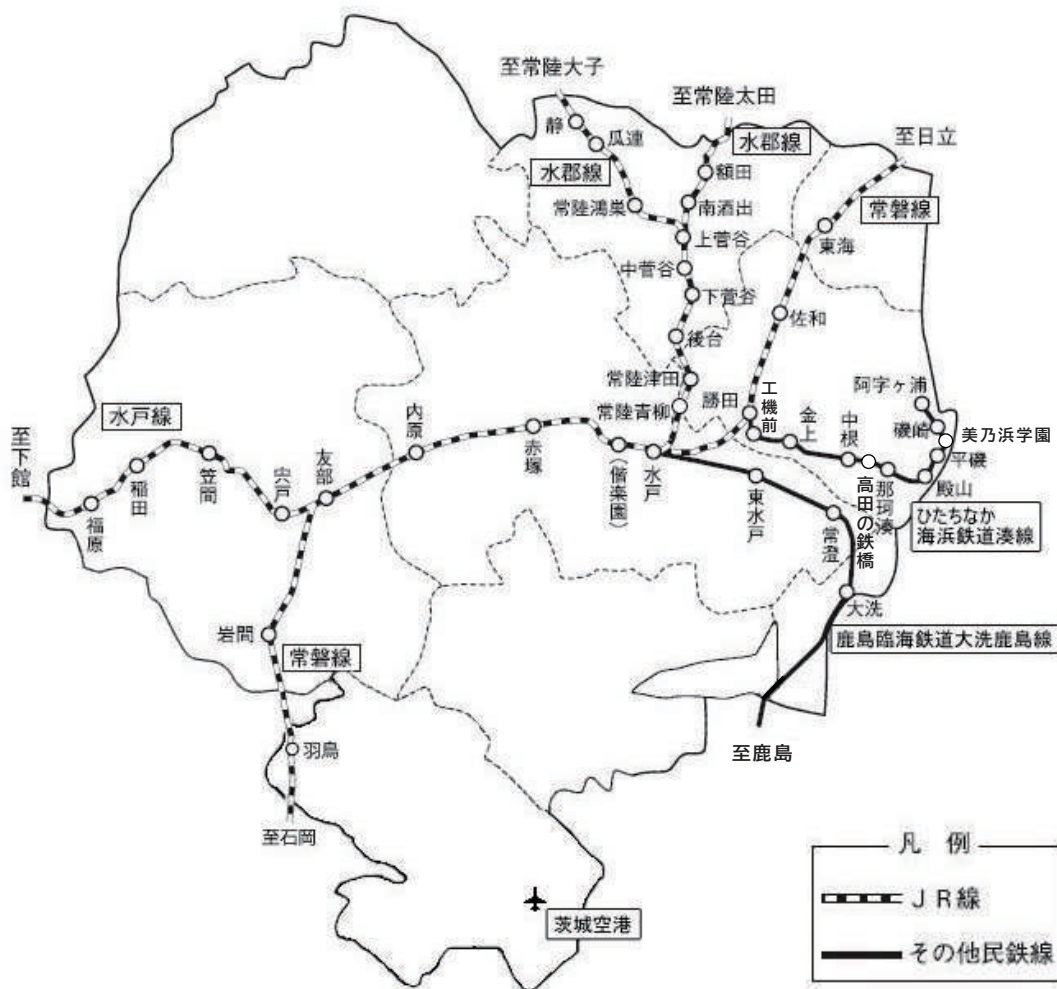 至常陸大子
至常陸太田
至日立
静
瓜連
水郡線
常陸鴻巣
水郡線
額田
南酒出
上菅谷
中菅谷
下菅谷
後台
常陸津田
常陸青柳
常磐線
東海
佐和
勝田
工機前
金上
中根
高田の鉄橋
那珂湊
殿山
平磯
美乃浜学園
磯崎
阿字ヶ浦
ひたちなか
海浜鉄道湊線
水戸線
至下館
福原
稲田
笠間
宍戸
友部
内原
赤塚
(偕楽園)
水戸
東水戸
常澄
大洗
鹿島臨海鉄道大洗鹿島線
至鹿島
岩間
常磐線
羽鳥
至石岡
茨城空港
凡 例
JR線
その他民鉄線